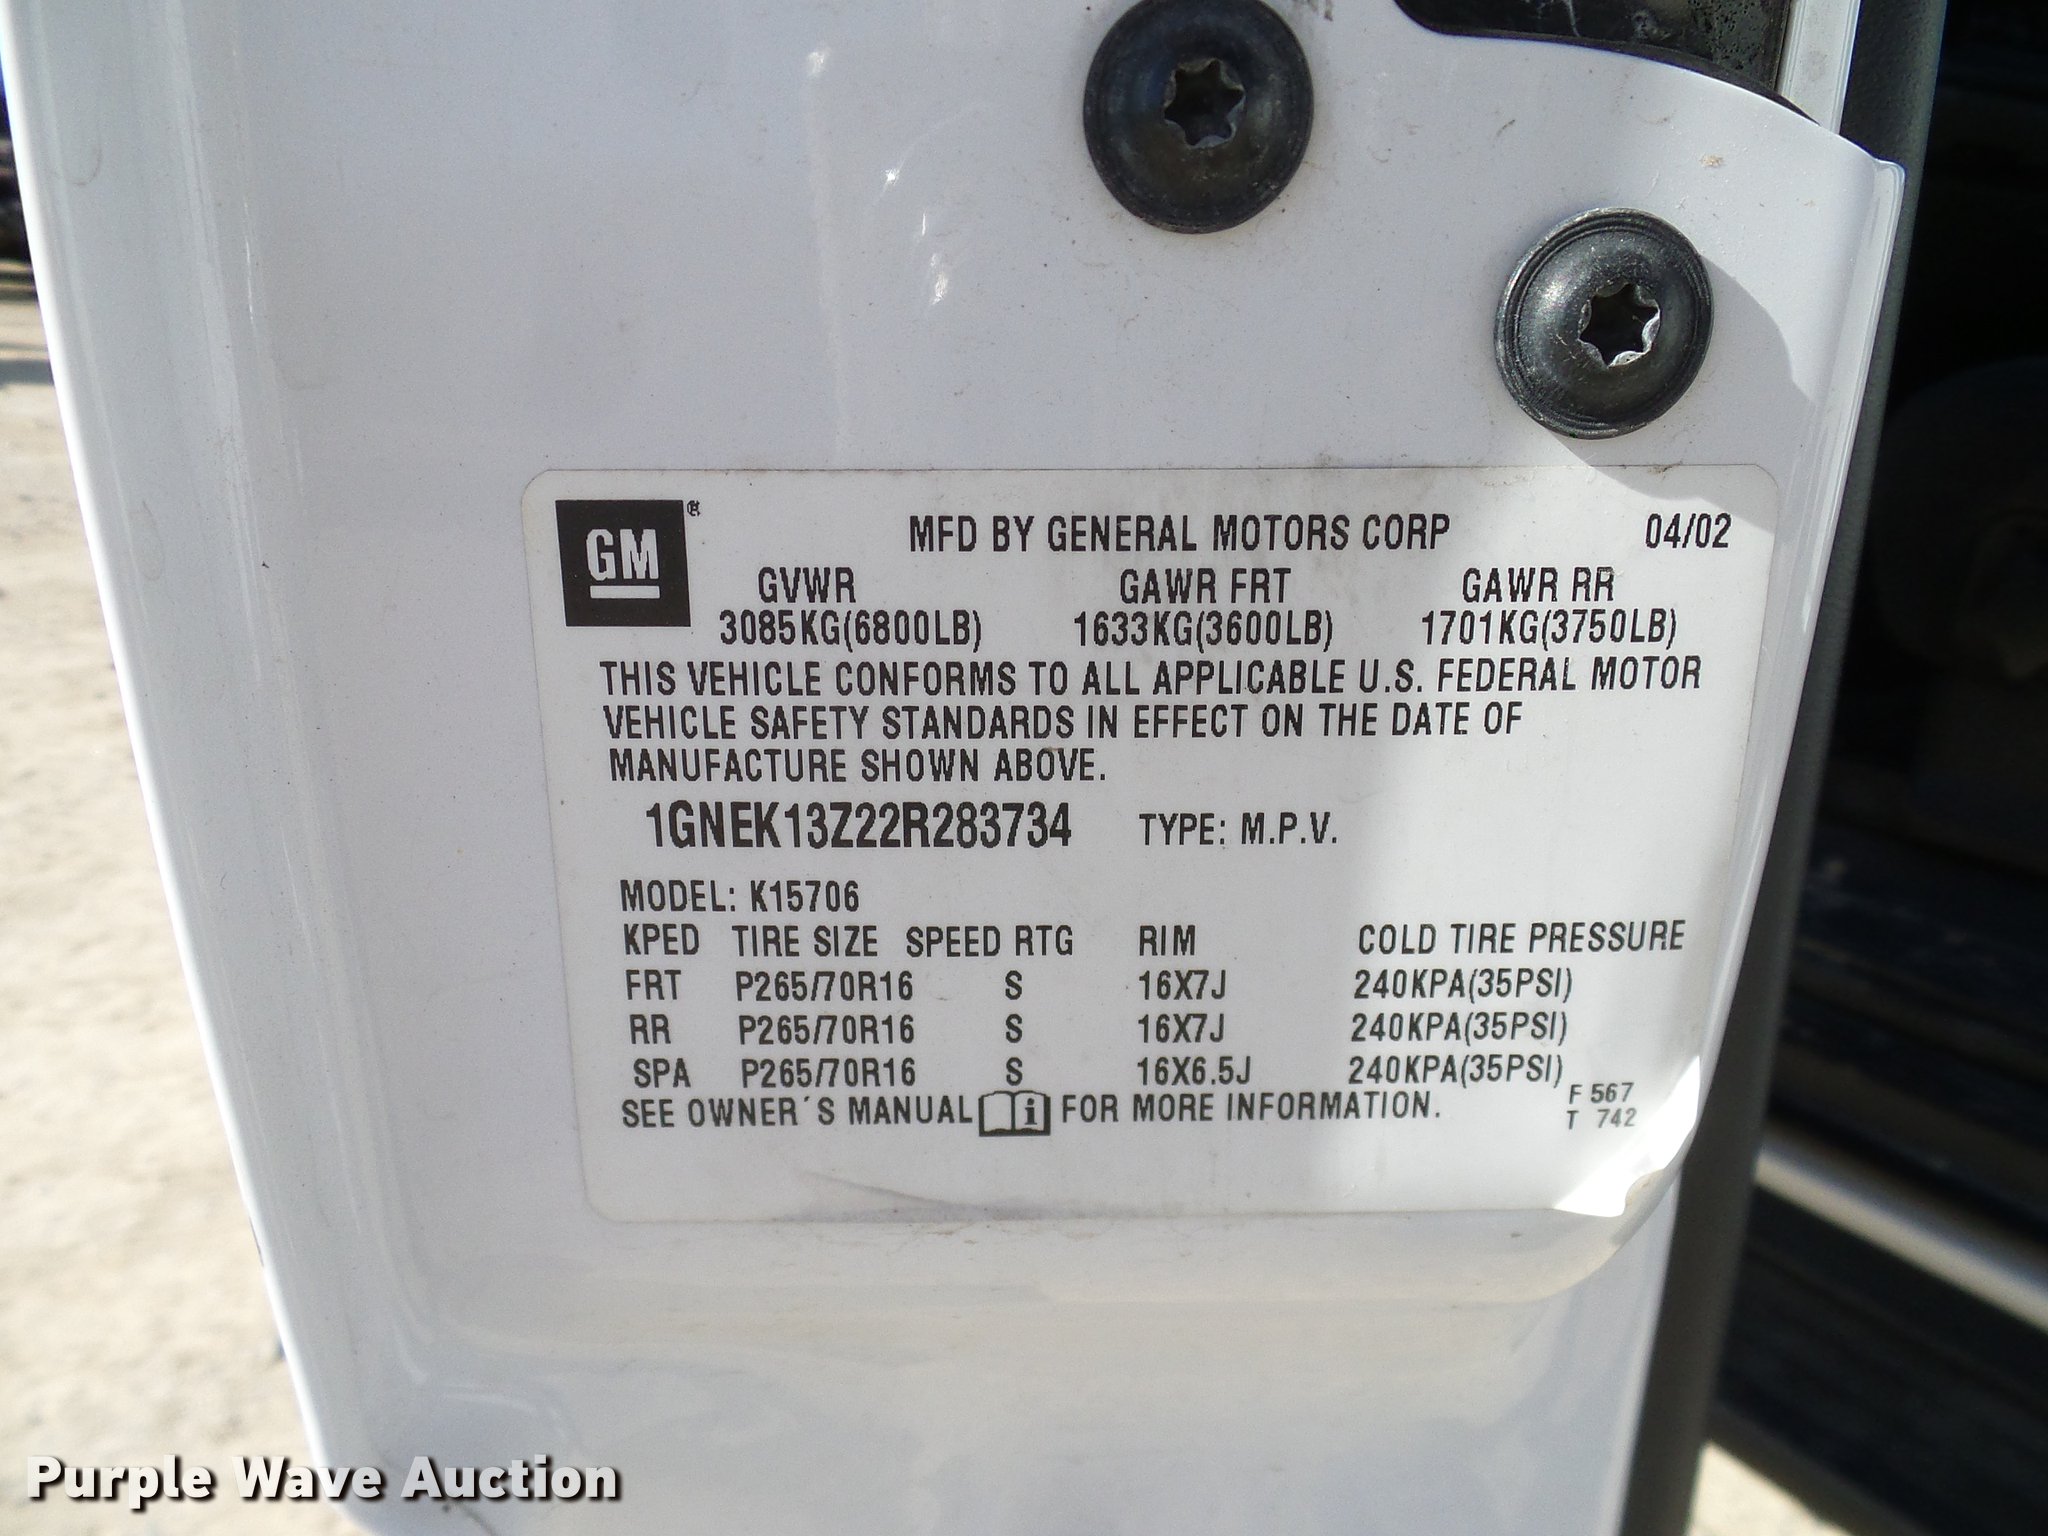 GM®
MFD BY GENERAL MOTORS CORP 04/02
GVWR GAWR FRT GAWR RR
3085KG(6800LB) 1633KG(3600LB) 1701KG(3750LB)
THIS VEHICLE CONFORMS TO ALL APPLICABLE U.S. FEDERAL MOTOR
VEHICLE SAFETY STANDARDS IN EFFECT ON THE DATE OF
MANUFACTURE SHOWN ABOVE.
1GNEK13Z22R283734 TYPE: M.P.V.
MODEL: K15706
KPED TIRE SIZE SPEED RTG RIM COLD TIRE PRESSURE
FRT P265/70R16 S 16X7J 240KPA(35PSI)
RR P265/70R16 S 16X7J 240KPA(35PSI)
SPA P265/70R16 S 16X6.5J 240KPA(35PSI)
SEE OWNER´S MANUAL i FOR MORE INFORMATION.
F 567
T 742
Purple Wave Auction